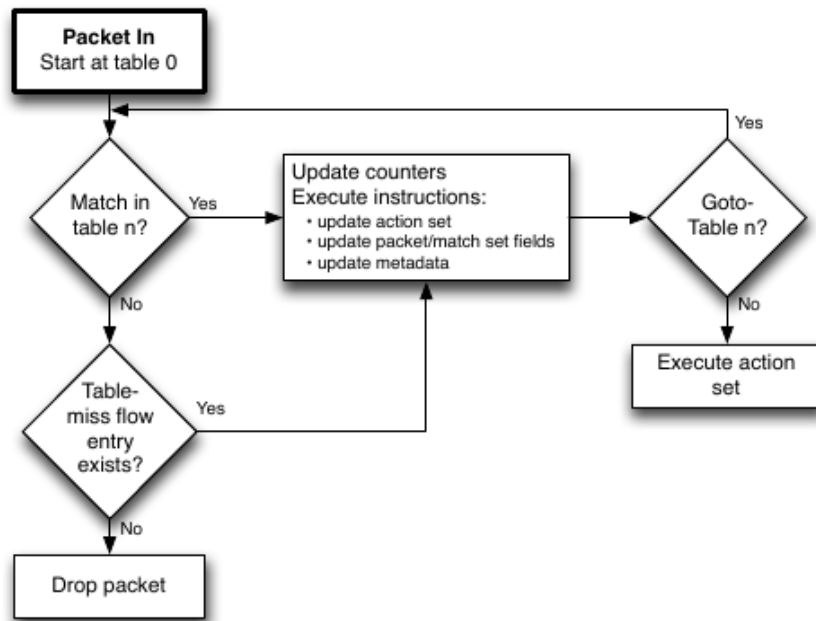 Packet In
Start at table 0
Yes
Match in
table n?
Yes
Update counters
Execute instructions:
• update action set
• update packet/match set fields
• update metadata
Goto-
Table n?
No
No
Execute action
set
Table-
miss flow
entry
exists?
Yes
No
Drop packet